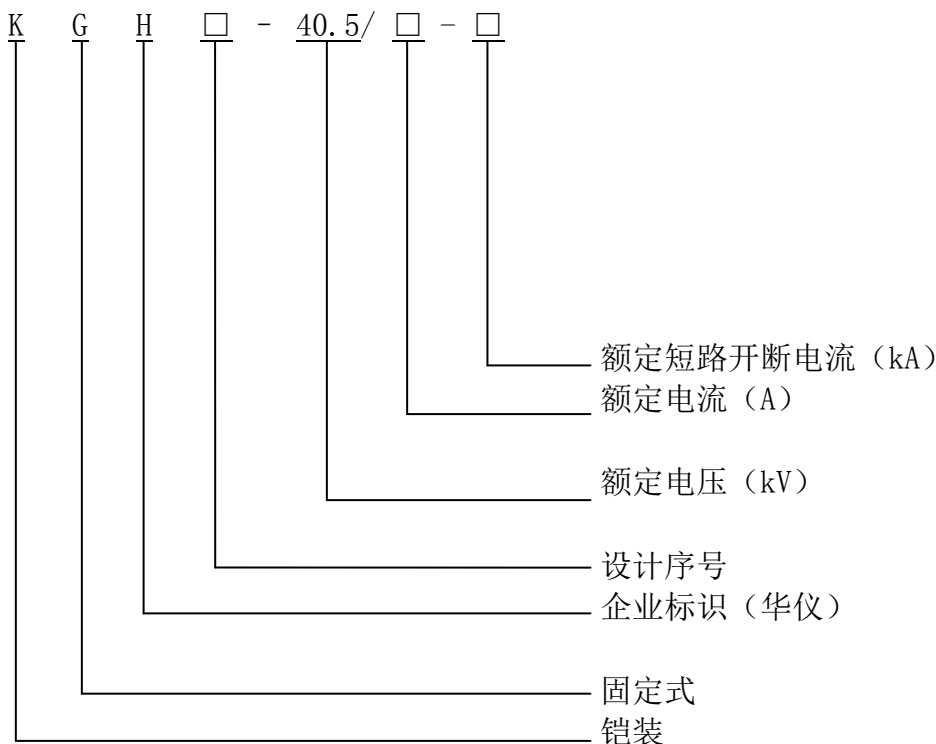 K G H □ - 40.5/ □ - □
额定短路开断电流（kA）
额定电流（A）
额定电压（kV）
设计序号
企业标识（华仪）
固定式
铠装